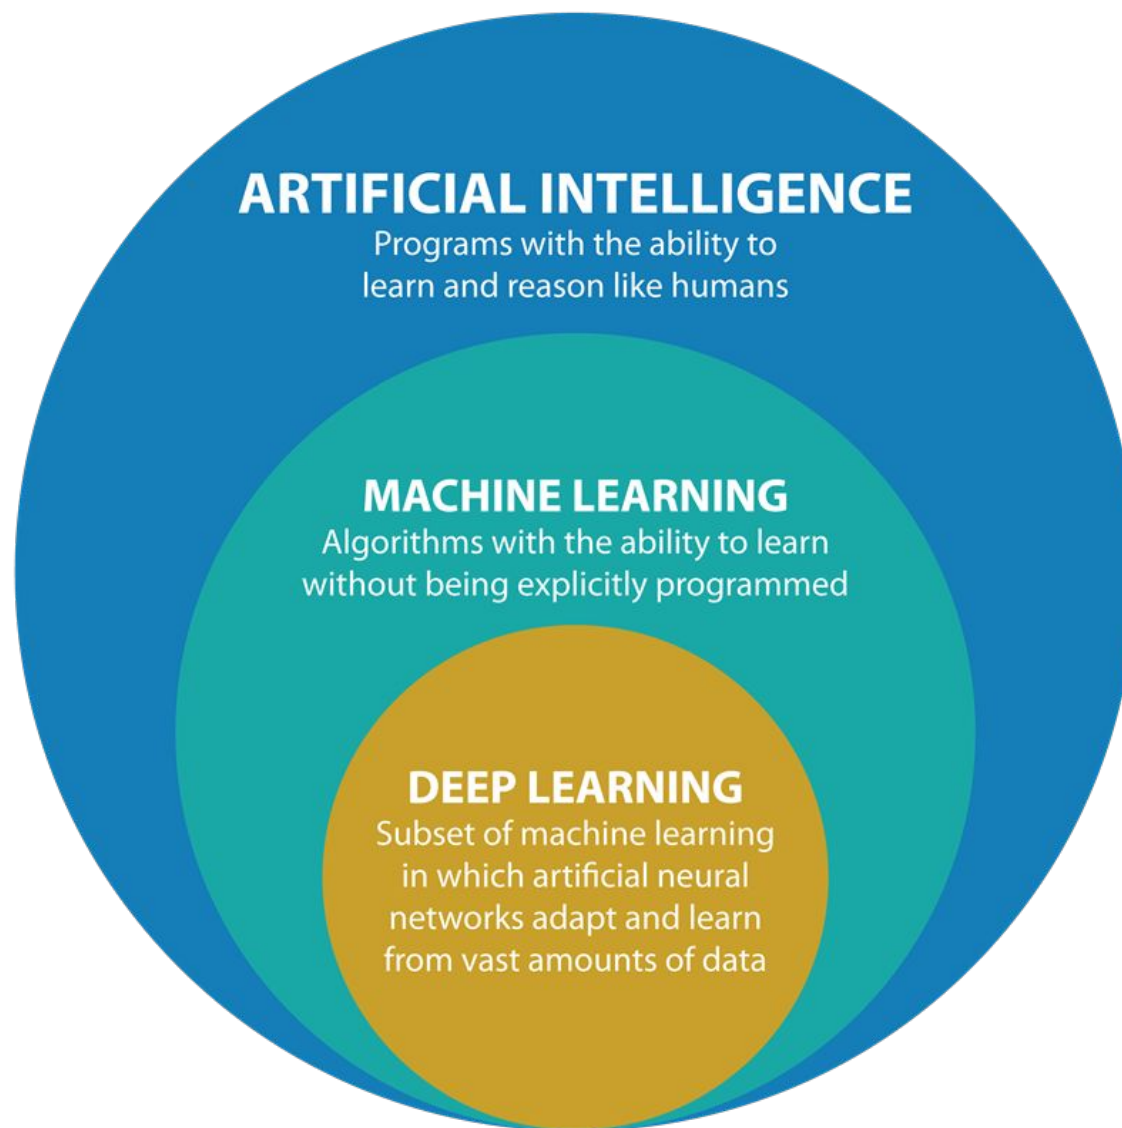 ARTIFICIAL INTELLIGENCE
Programs with the ability to
learn and reason like humans
MACHINE LEARNING
Algorithms with the ability to learn
without being explicitly programmed
DEEP LEARNING
Subset of machine learning
in which artificial neural
networks adapt and learn
from vast amounts of data